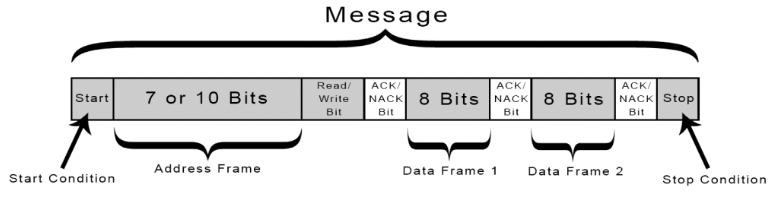 Message
Start
7 or 10 Bits
Read/
Write
Bit
ACK/
NACK
Bit
8 Bits
ACK/
NACK
Bit
8 Bits
ACK/
NACK
Bit
Stop
Start Condition
Address Frame
Data Frame 1
Data Frame 2
Stop Condition